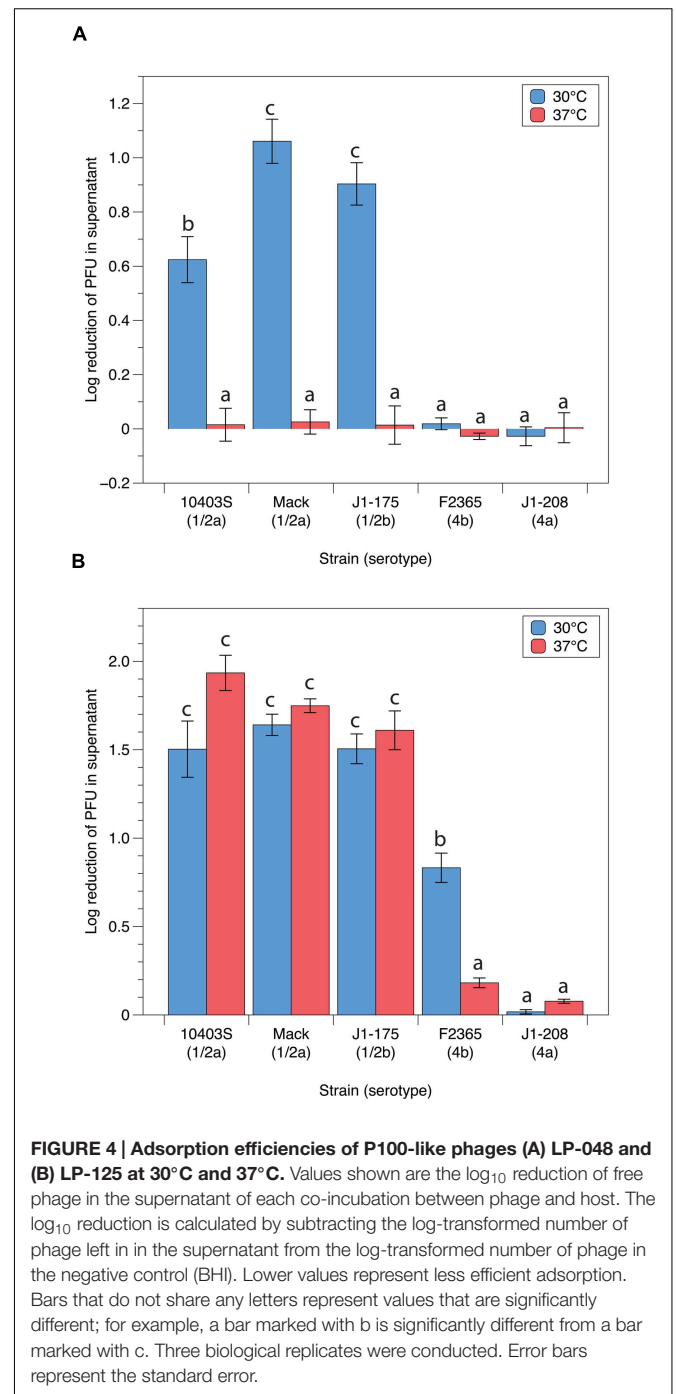 A
1.2
1.0
0.8
0.6
0.4
0.2
0
−0.2
Log reduction of PFU in supernatant
30°C
37°C
b
a
c
a
c
a
a
a
a
a
10403S
(1/2a)
Mack
(1/2a)
J1-175
(1/2b)
F2365
(4b)
J1-208
(4a)
Strain (serotype)
B
2.0
1.5
1.0
0.5
0
Log reduction of PFU in supernatant
30°C
37°C
c
c
c
c
c
c
b
a
a
a
10403S
(1/2a)
Mack
(1/2a)
J1-175
(1/2b)
F2365
(4b)
J1-208
(4a)
Strain (serotype)
FIGURE 4 | Adsorption efficiencies of P100-like phages (A) LP-048 and
(B) LP-125 at 30°C and 37°C. Values shown are the log10 reduction of free
phage in the supernatant of each co-incubation between phage and host. The
log10 reduction is calculated by subtracting the log-transformed number of
phage left in in the supernatant from the log-transformed number of phage in
the negative control (BHI). Lower values represent less efficient adsorption.
Bars that do not share any letters represent values that are significantly
different; for example, a bar marked with b is significantly different from a bar
marked with c. Three biological replicates were conducted. Error bars
represent the standard error.